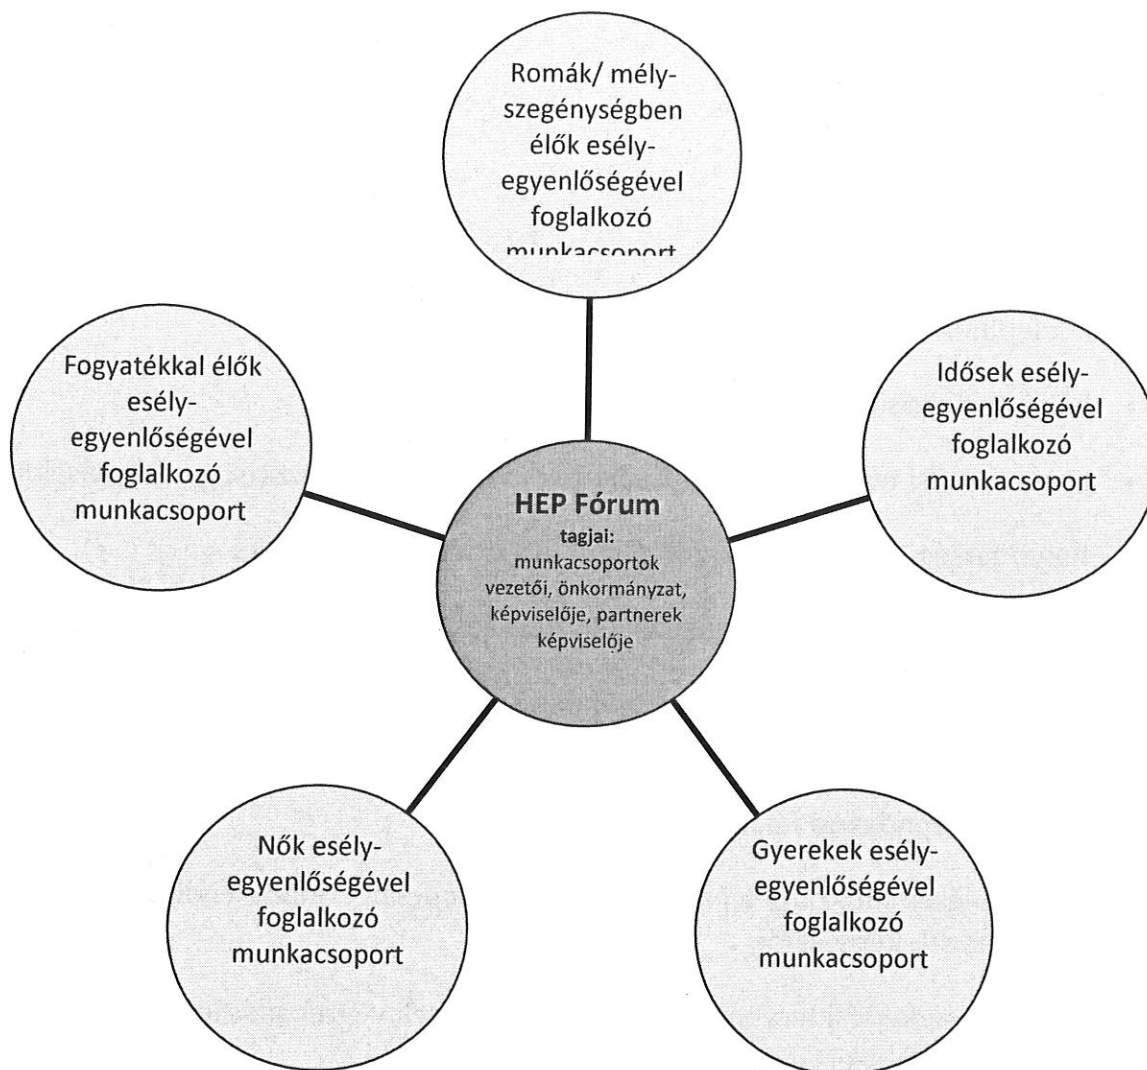 Romák/ mély-
szegénységben
élők esély-
egyenlőségével
foglalkozó
munkacsoport
Fogyatékkal élők
esély-
egyenlőségével
foglalkozó
munkacsoport
Idősek esély-
egyenlőségével
foglalkozó
munkacsoport
HEP Fórum
tagjai:
munkacsoportok
vezetői, önkormányzat,
képviselője, partnerek
képviselője
Nők esély-
egyenlőségével
foglalkozó
munkacsoport
Gyerekek esély-
egyenlőségével
foglalkozó
munkacsoport